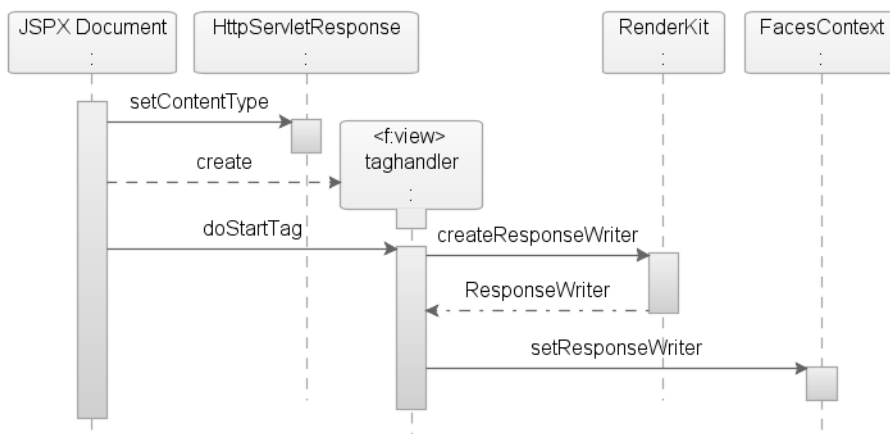 JSPX Document
:
HttpServletResponse
:
RenderKit
:
FacesContext
:
setContentType
<f:view>
taghandler
:
create
doStartTag
createResponseWriter
ResponseWriter
setResponseWriter